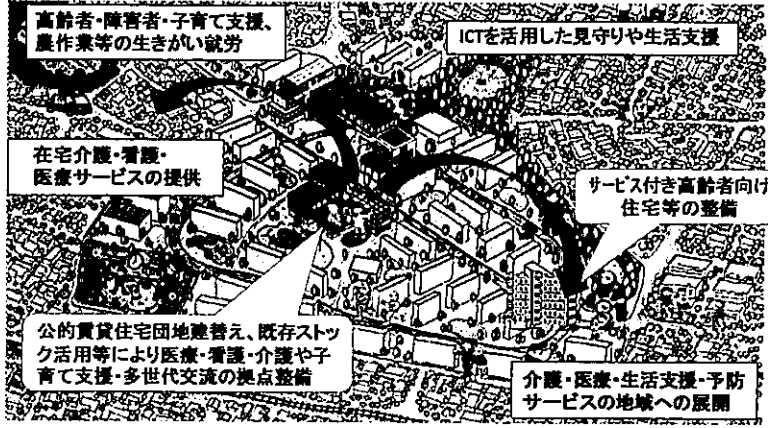 高齢者・障害者・子育て支援、
農作業等の生きがい就労
ICTを活用した見守りや生活支援
在宅介護・看護・
医療サービスの提供
サービス付き高齢者向け
住宅等の整備
公的賃貸住宅団地建替え、既存ストッ
ク活用等により医療・看護・介護や子
育て支援・多世代交流の拠点整備
介護・医療・生活支援・予防
サービスの地域への展開